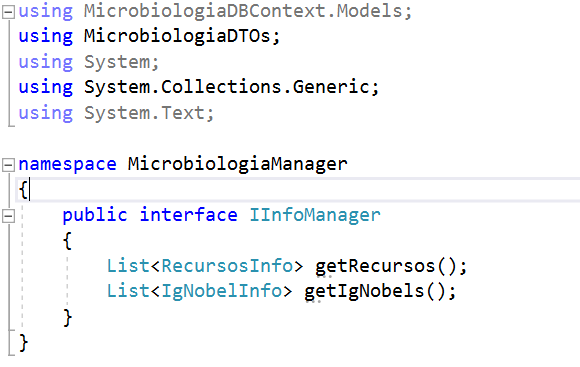 using MicrobiologiaDBContext.Models;
using MicrobiologiaDTOs;
using System;
using System.Collections.Generic;
using System.Text;

namespace MicrobiologiaManager
{
    public interface IInfoManager
    {
        List<RecursosInfo> getRecursos();
        List<IgNobelInfo> getIgNobels();
    }
}